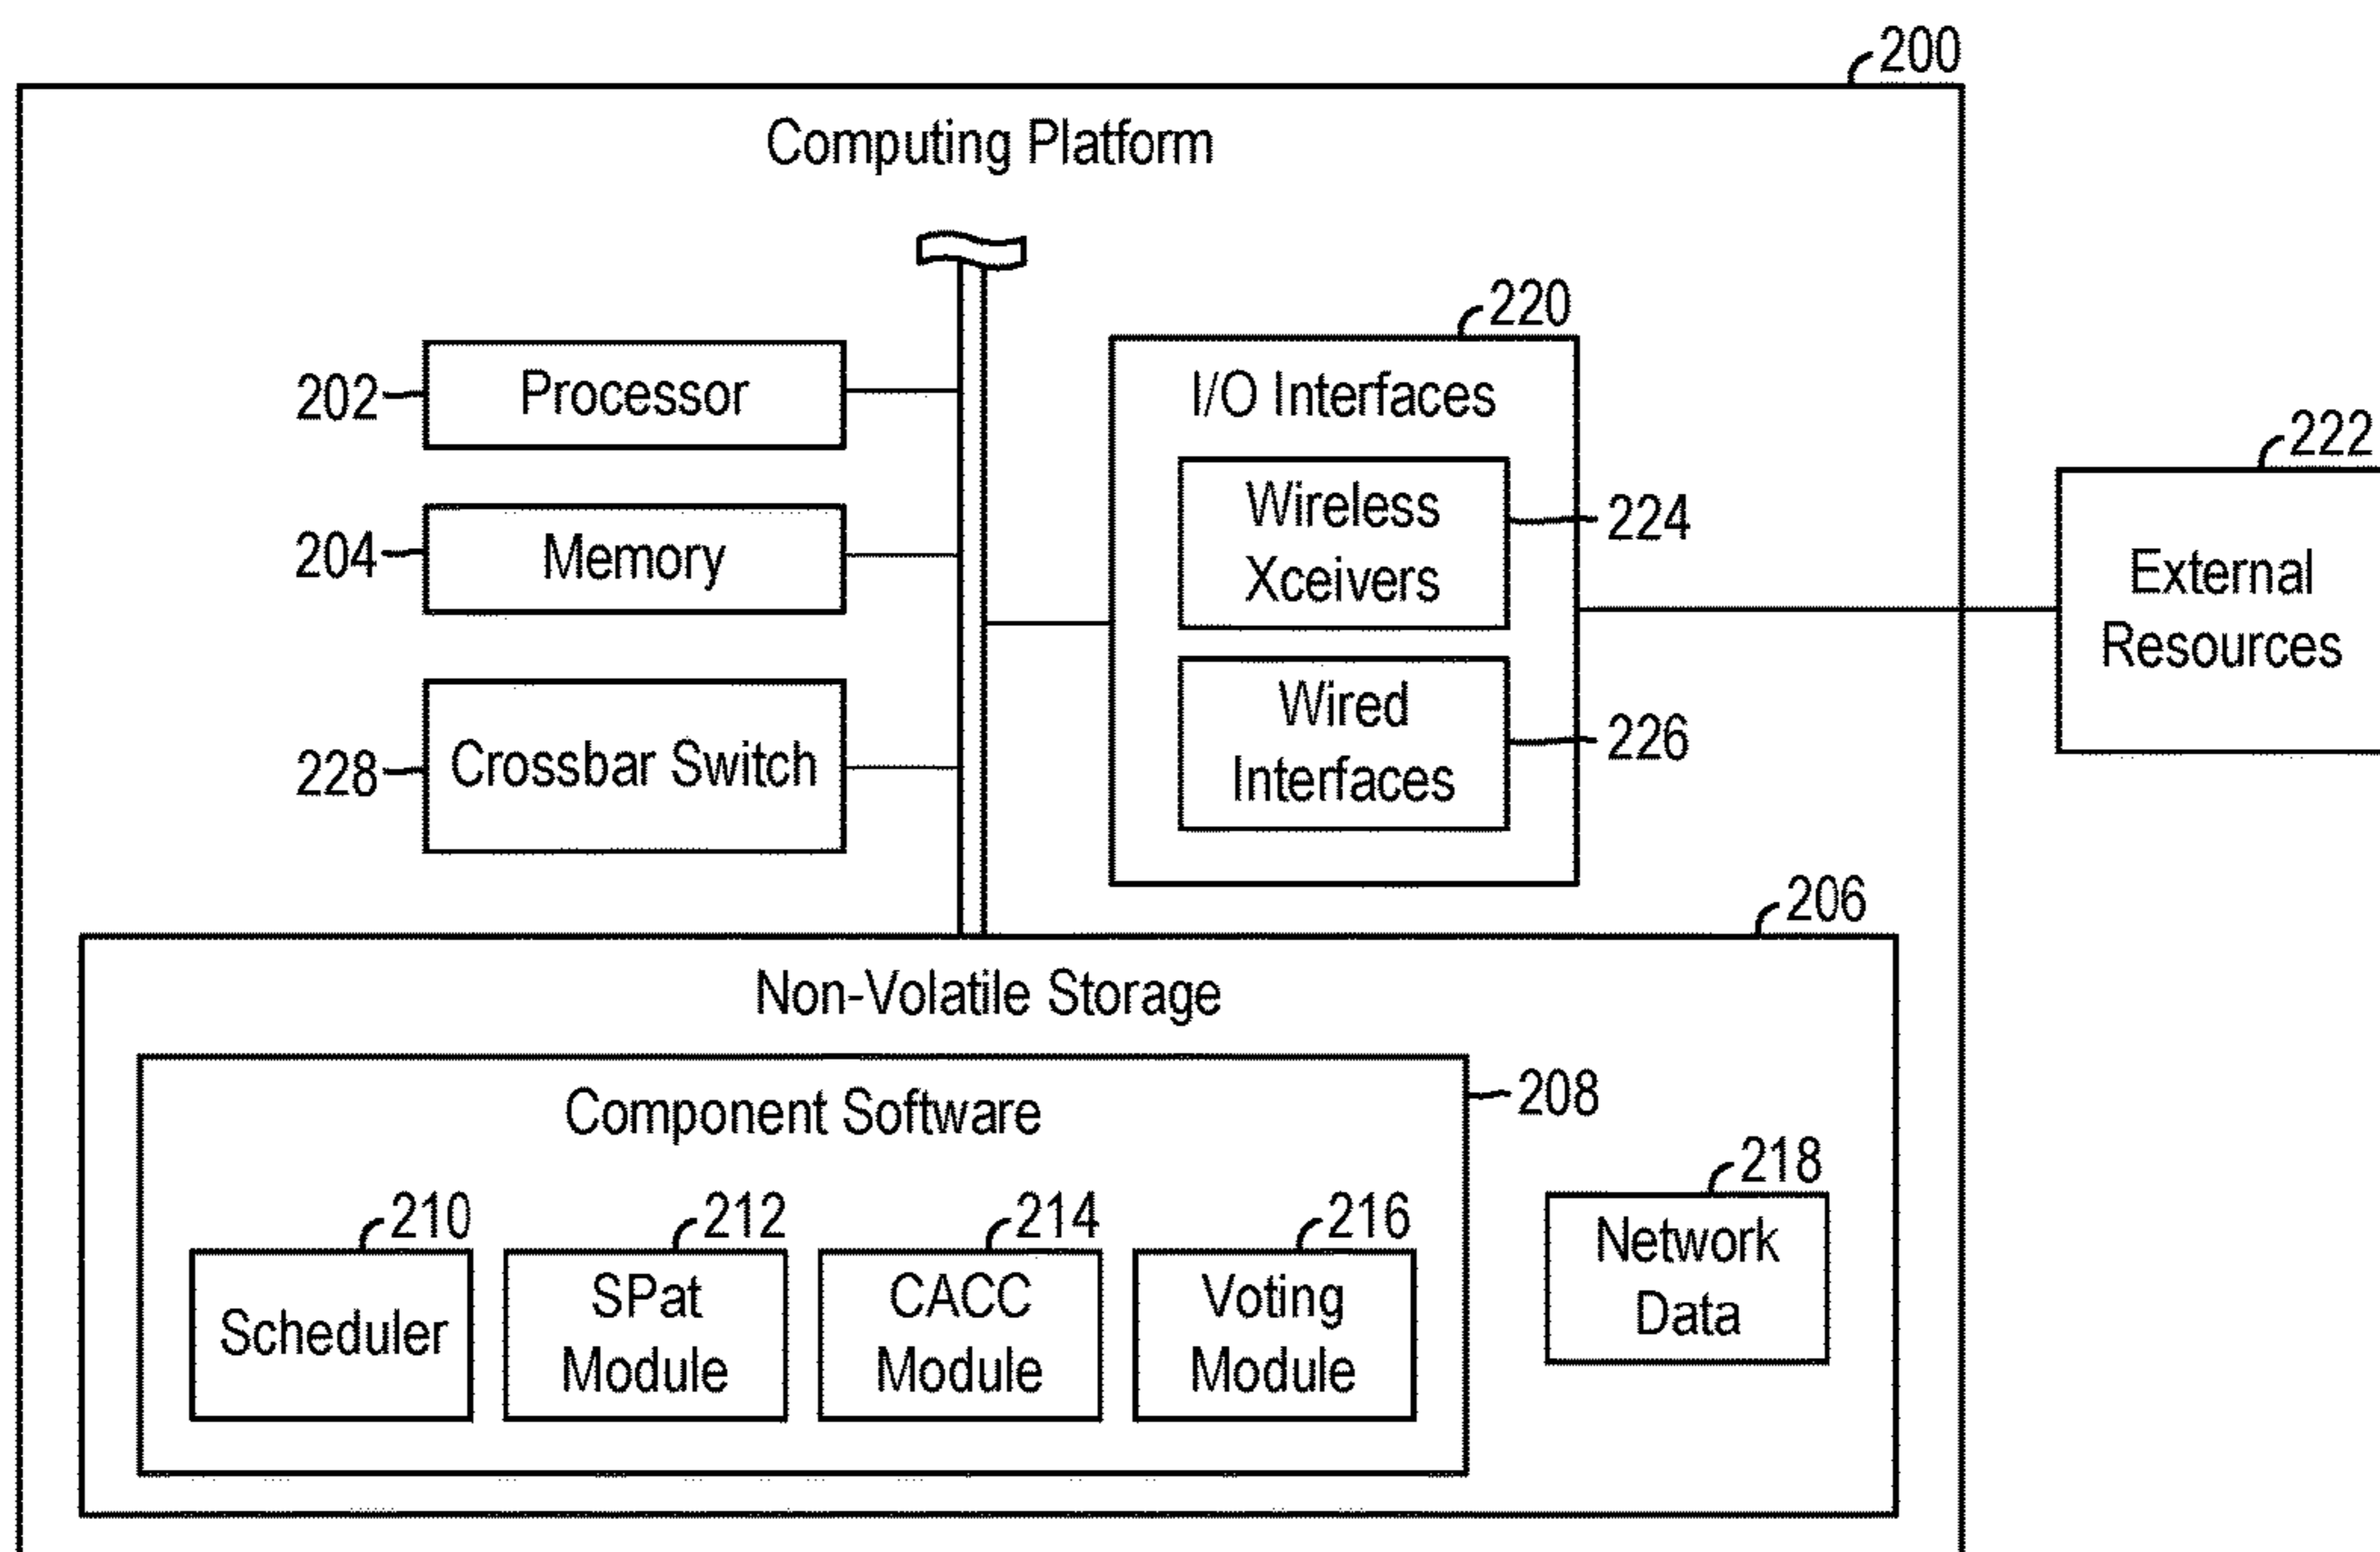 200
Computing Platform
220
202
Processor
I/O Interfaces
222
Wireless
Xceivers
224
204
Memory
External
Resources
Wired
Interfaces
226
228
Crossbar Switch
206
Non-Volatile Storage
208
Component Software
218
Network
Data
210
212
214
216
Scheduler
SPat
Module
CACC
Module
Voting
Module